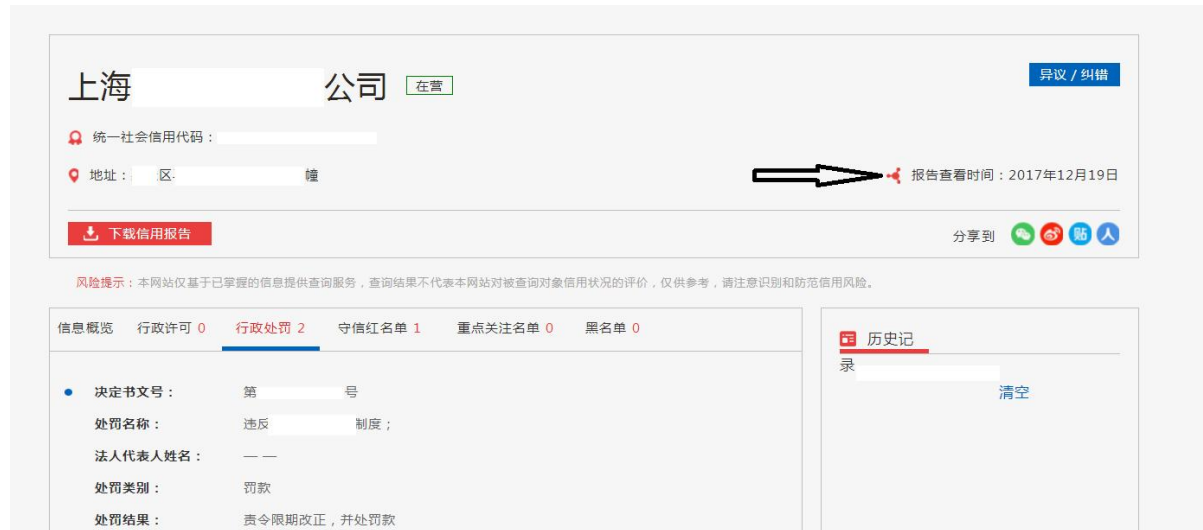 上海 公司 在营
异议 / 纠错
统一社会信用代码：
地址： 区 幢
报告查看时间：2017年12月19日
下载信用报告
分享到
贴
风险提示：本网站仅基于已掌握的信息提供查询服务，查询结果不代表本网站对被查询对象信用状况的评价，仅供参考，请注意识别和防范信用风险。
信息概览 行政许可 0 行政处罚 2 守信红名单 1 重点关注名单 0 黑名单 0
历史记
录
清空
决定书文号： 第 号
处罚名称： 违反 制度；
法人代表人姓名： — —
处罚类别： 罚款
处罚结果： 责令限期改正，并处罚款